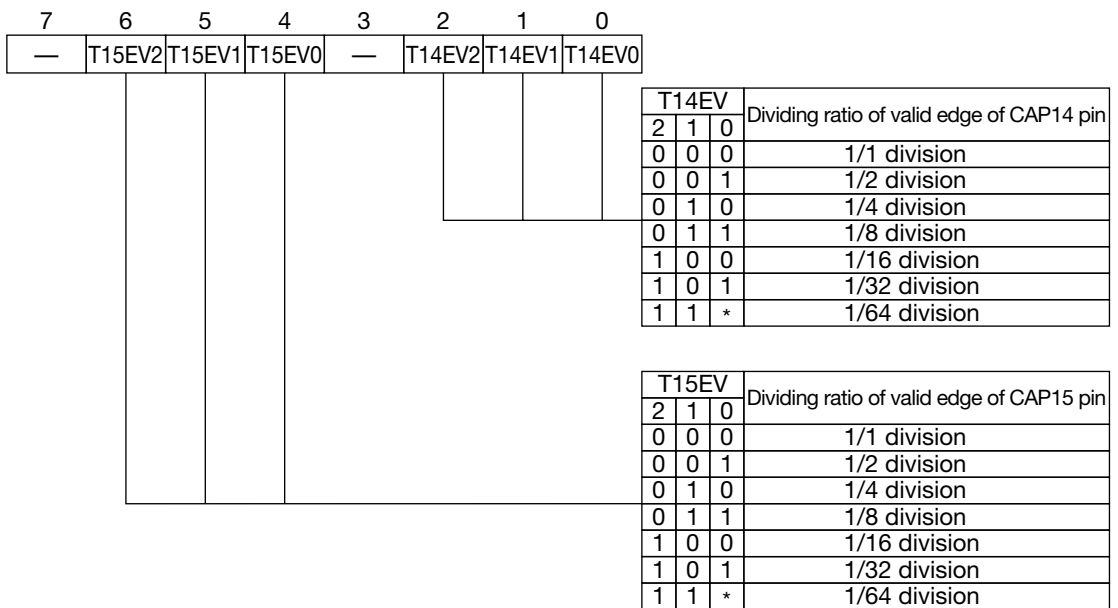 7 6 5 4 3 2 1 0
— T15EV2 T15EV1 T15EV0 — T14EV2 T14EV1 T14EV0
T14EV Dividing ratio of valid edge of CAP14 pin
2 1 0
0 0 0 1/1 division
0 0 1 1/2 division
0 1 0 1/4 division
0 1 1 1/8 division
1 0 0 1/16 division
1 0 1 1/32 division
1 1 * 1/64 division
T15EV Dividing ratio of valid edge of CAP15 pin
2 1 0
0 0 0 1/1 division
0 0 1 1/2 division
0 1 0 1/4 division
0 1 1 1/8 division
1 0 0 1/16 division
1 0 1 1/32 division
1 1 * 1/64 division